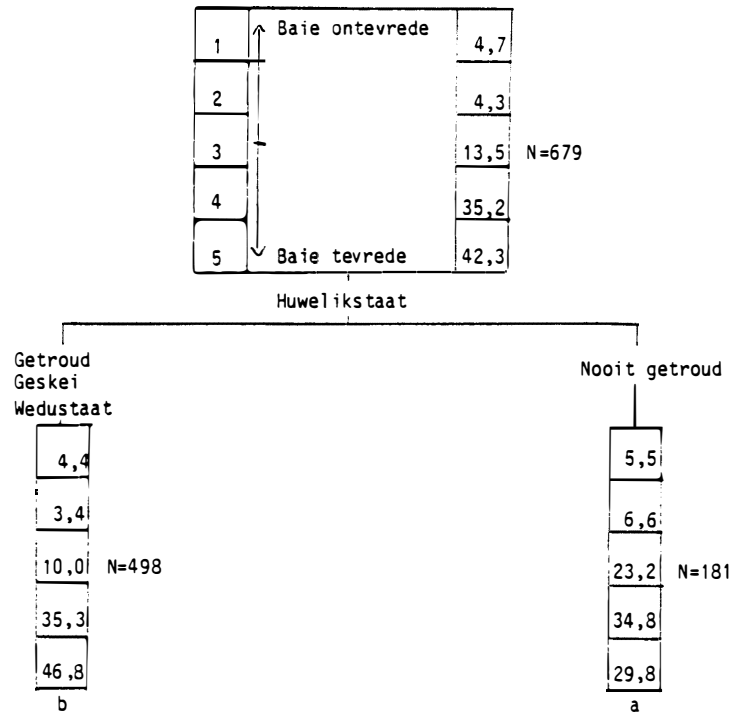 1 Baie ontevrede 4,7
2 4,3
3 13,5 N=679
4 35,2
5 Baie tevrede 42,3
Huwelikstaat
Getroud
Geskei
Wedustaat
4,4
3,4
10,0 N=498
35,3
46,8
b
Nooit getroud
5,5
6,6
23,2 N=181
34,8
29,8
a